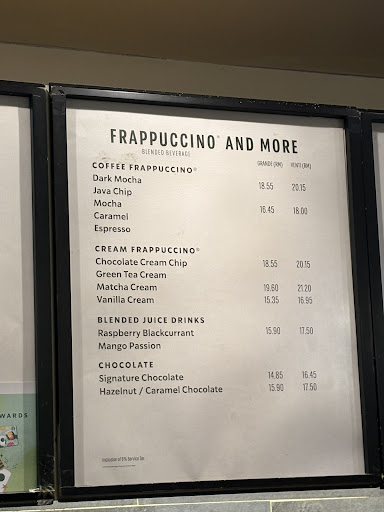 FRAPPUCCINO® AND MORE
BLENDED BEVERAGE
COFFEE FRAPPUCCINO® GRANDE (RM) VENTI (RM)
Dark Mocha
Java Chip 18.55 20.15
Mocha
Caramel 16.45 18.00
Espresso
CREAM FRAPPUCCINO®
Chocolate Cream Chip 18.55 20.15
Green Tea Cream
Matcha Cream 19.60 21.20
Vanilla Cream 15.35 16.95
BLENDED JUICE DRINKS
Raspberry Blackcurrant 15.90 17.50
Mango Passion
CHOCOLATE
Signature Chocolate 14.85 16.45
Hazelnut / Caramel Chocolate 15.90 17.50
WARDS
Service Tax